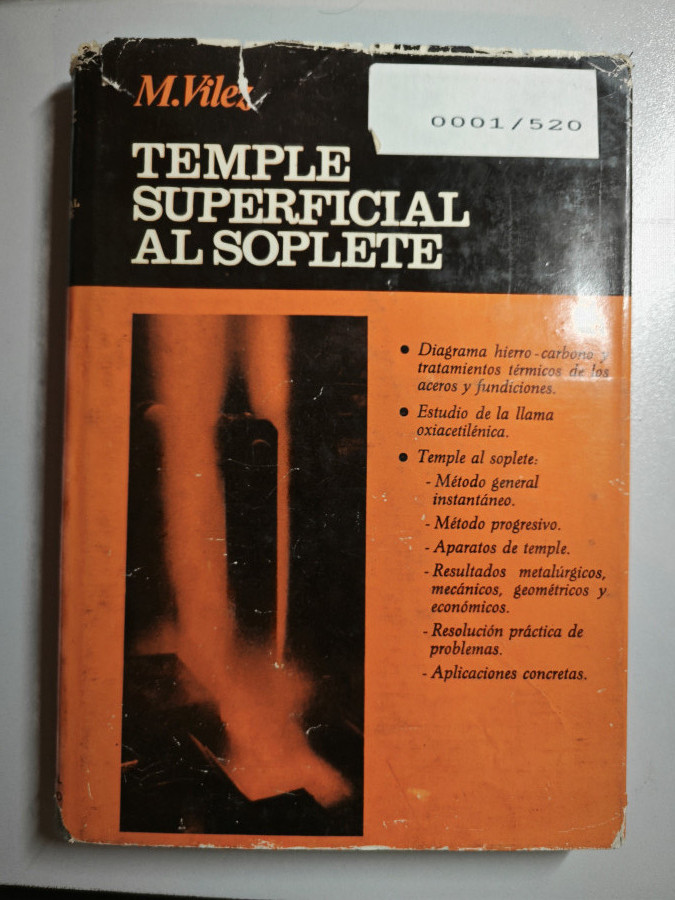 M.Vilez
0001/520
TEMPLE
SUPERFICIAL
AL SOPLETE
• Diagrama hierro-carbono y
tratamientos térmicos de los
aceros y fundiciones.
• Estudio de la llama
oxiacetilénica.
• Temple al soplete:
- Método general
instantáneo.
- Método progresivo.
- Aparatos de temple.
- Resultados metalúrgicos,
mecánicos, geométricos y
económicos.
- Resolución práctica de
problemas.
- Aplicaciones concretas.